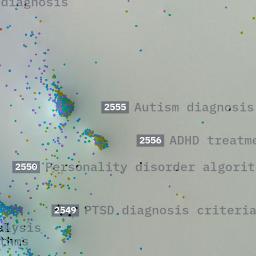 diagnosis
2555 Autism diagnosis
2556 ADHD treatme
2550 Personality disorder algorit
2549 PTSD diagnosis criteria
alysis
thms